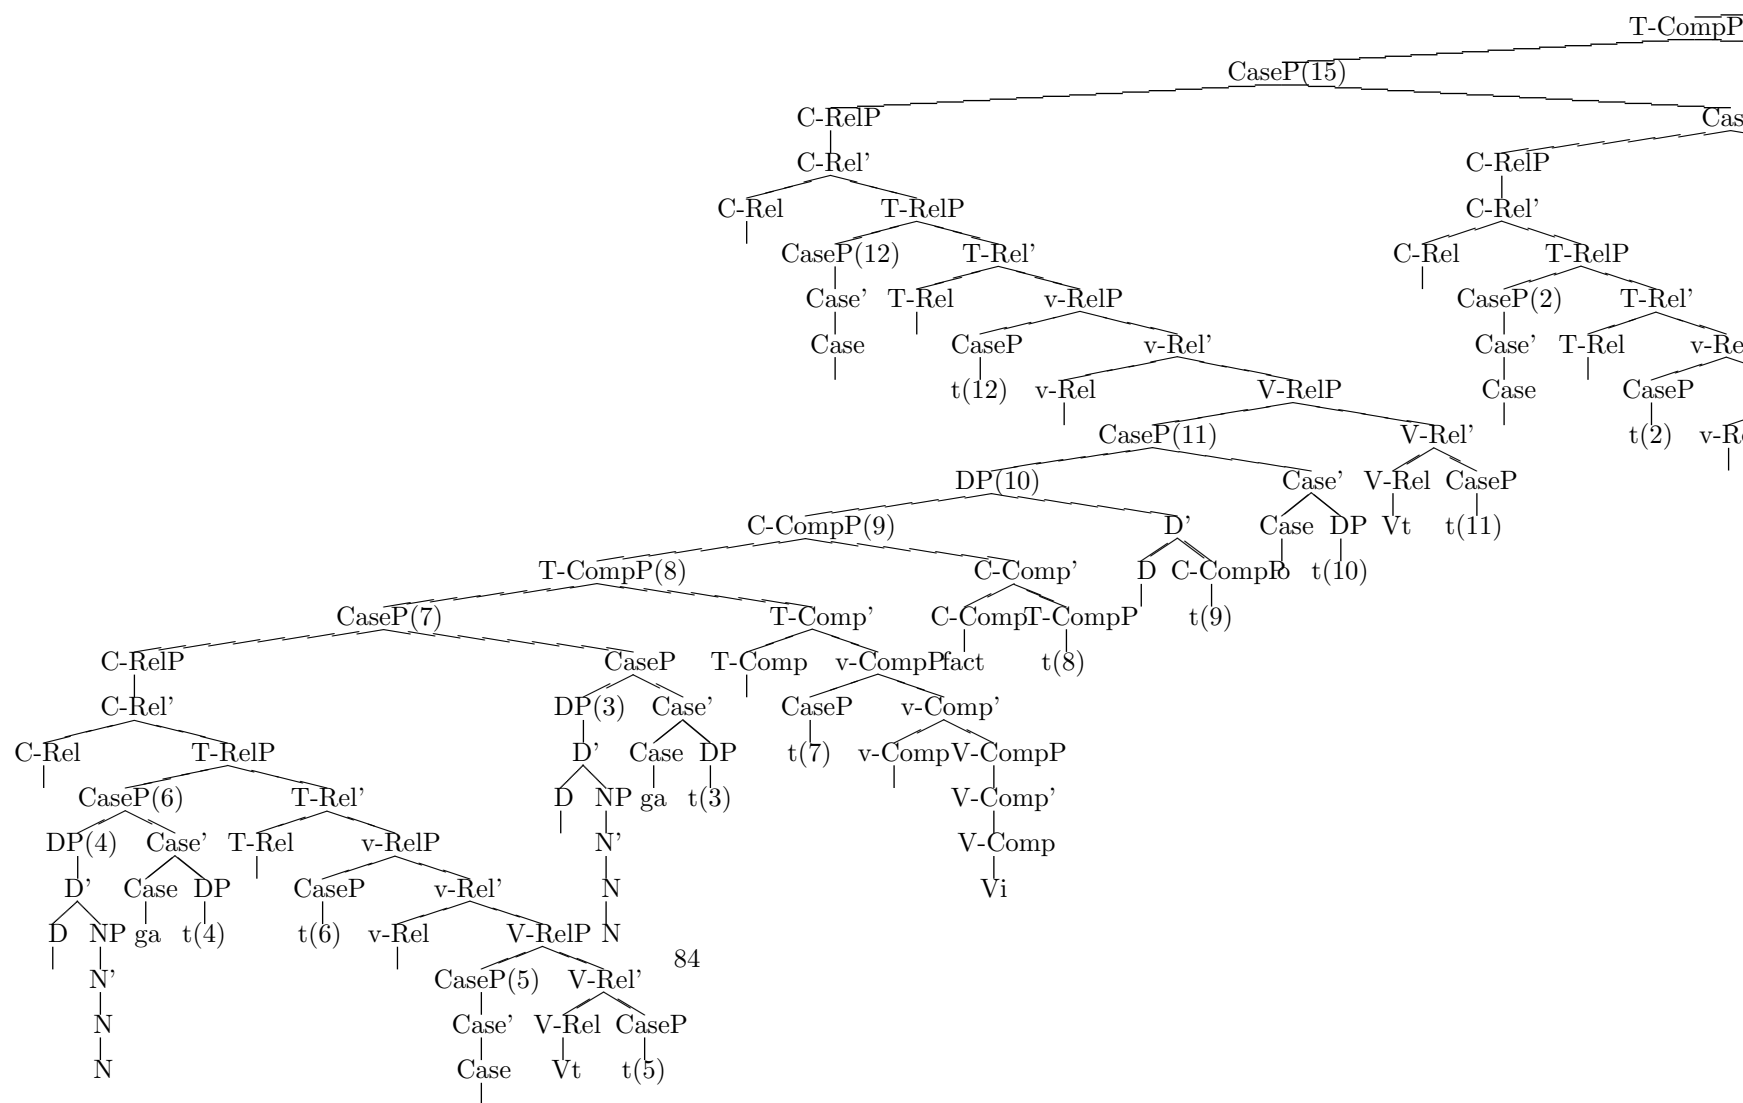 T-CompP
CaseP(15)
C-RelP Cas
C-Rel' C-RelP
C-Rel T-RelP C-Rel'
CaseP(12) T-Rel' C-Rel T-RelP
Case' T-Rel v-RelP CaseP(2) T-Rel'
Case CaseP v-Rel' Case' T-Rel v-Re
t(12) v-Rel V-RelP Case CaseP
CaseP(11) V-Rel' t(2) v-Re
DP(10) Case' V-Rel CaseP
C-CompP(9) D' Case DP Vt t(11)
T-CompP(8) C-Comp' D C-CompP o t(10)
CaseP(7) T-Comp' C-Comp T-CompP t(9)
C-RelP CaseP T-Comp v-CompP fact t(8)
C-Rel' DP(3) Case' CaseP v-Comp'
C-Rel T-RelP D' Case DP t(7) v-Comp V-CompP
CaseP(6) T-Rel' D NP ga t(3) V-Comp'
DP(4) Case' T-Rel v-RelP N' V-Comp
D' Case DP CaseP v-Rel' N Vi
D NP ga t(4) t(6) v-Rel V-RelP N
84
N' CaseP(5) V-Rel'
N Case' V-Rel CaseP
N Case Vt t(5)